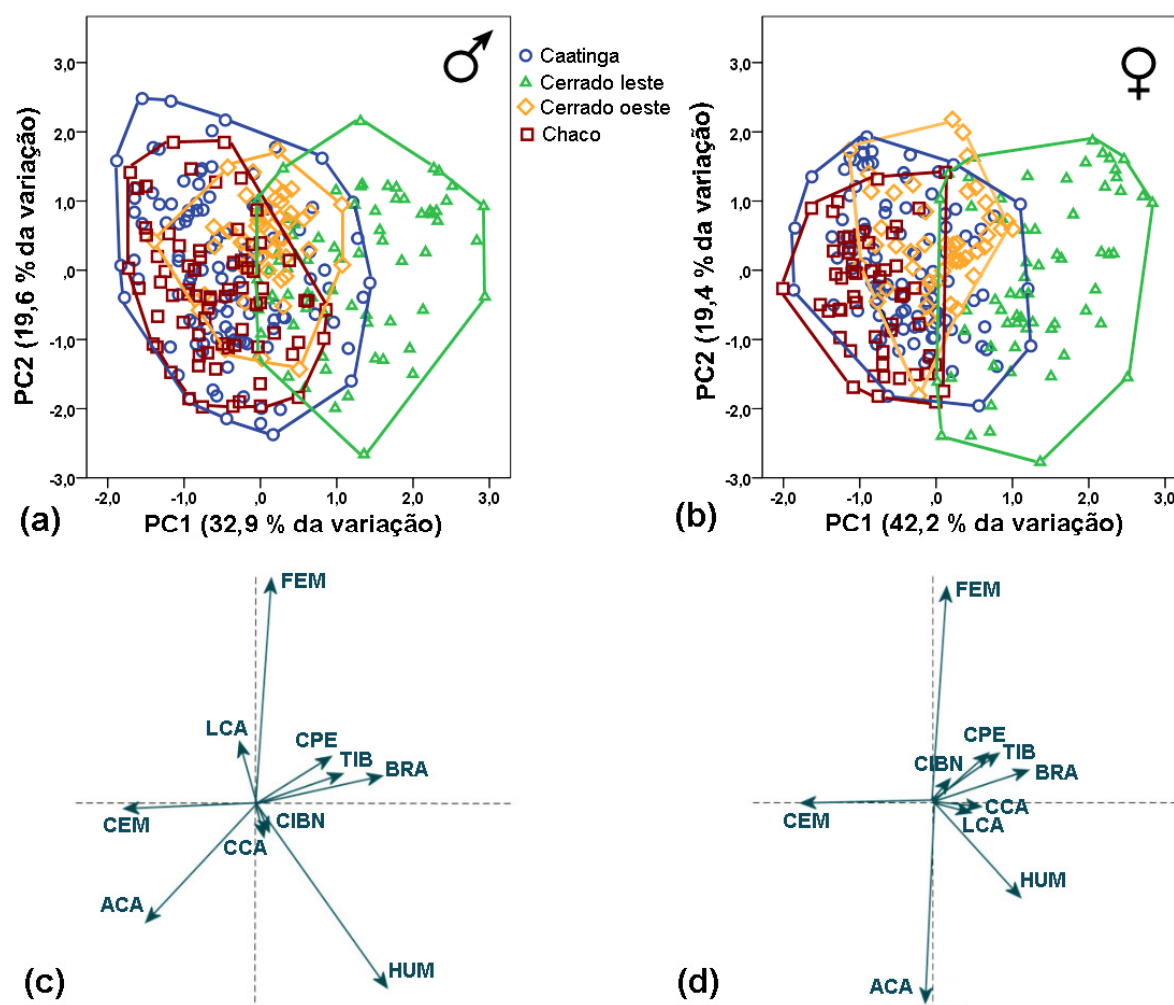 3,0
2,0
1,0
,0
-1,0
-2,0
-3,0
PC2 (19,6 % da variação)
-2,0
-1,0
,0
1,0
2,0
3,0
PC1 (32,9 % da variação)
(a)
Caatinga
Cerrado leste
Cerrado oeste
Chaco
3,0
2,0
1,0
,0
-1,0
-2,0
-3,0
PC2 (19,4 % da variação)
-2,0
-1,0
,0
1,0
2,0
3,0
PC1 (42,2 % da variação)
(b)
FEM
LCA
CPE
TIB
BRA
CEM
CIBN
CCA
ACA
HUM
(c)
FEM
CPE
CIBN
TIB
BRA
CEM
CCA
LCA
HUM
ACA
(d)